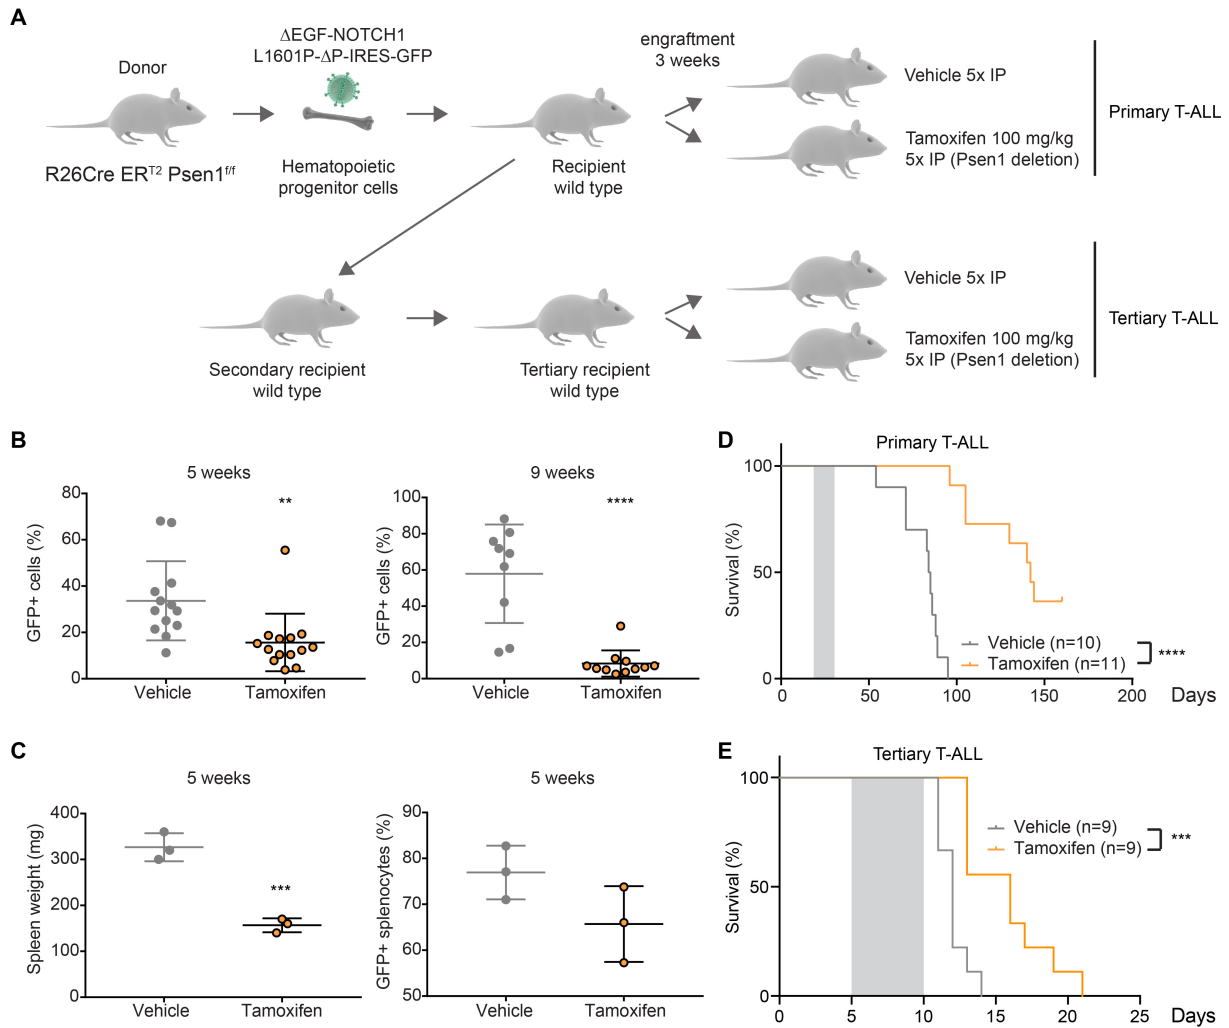 A
Donor
R26Cre ERT2 Psen1f/f
ΔEGF-NOTCH1
L1601P-ΔP-IRES-GFP
Hematopoietic
progenitor cells
Recipient
wild type
engraftment
3 weeks
Vehicle 5x IP
Tamoxifen 100 mg/kg
5x IP (Psen1 deletion)
Primary T-ALL
Secondary recipient
wild type
Tertiary recipient
wild type
Vehicle 5x IP
Tamoxifen 100 mg/kg
5x IP (Psen1 deletion)
Tertiary T-ALL
B
5 weeks
GFP+ cells (%)
80
60
40
20
0
**
Vehicle
Tamoxifen
9 weeks
GFP+ cells (%)
100
80
60
40
20
0
****
Vehicle
Tamoxifen
C
5 weeks
Spleen weight (mg)
400
300
200
100
0
***
Vehicle
Tamoxifen
5 weeks
GFP+ splenocytes (%)
90
80
70
60
50
Vehicle
Tamoxifen
D
Primary T-ALL
Survival (%)
100
50
0
Vehicle (n=10)
Tamoxifen (n=11)
****
0 50 100 150 200 Days
E
Tertiary T-ALL
Survival (%)
100
50
0
Vehicle (n=9)
Tamoxifen (n=9)
***
0 5 10 15 20 25 Days